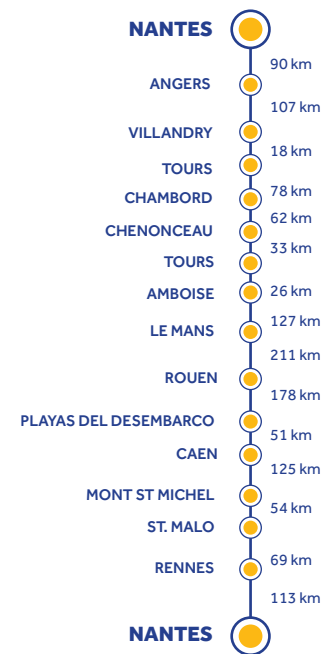 NANTES
90 km
ANGERS
107 km
VILLANDRY
18 km
TOURS
78 km
CHAMBORD
62 km
CHENONCEAU
33 km
TOURS
AMBOISE
26 km
127 km
LE MANS
211 km
ROUEN
178 km
PLAYAS DEL DESEMBARCO
51 km
CAEN
125 km
MONT ST MICHEL
54 km
ST. MALO
RENNES
69 km
113 km
NANTES